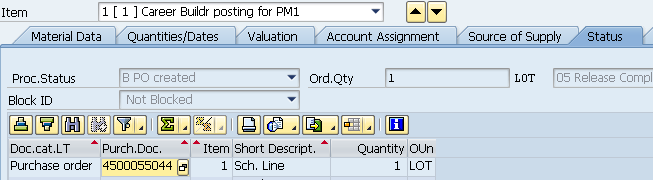 Item 1 [ 1 ] Career Buildr posting for PM1
Material Data Quantities/Dates Valuation Account Assignment Source of Supply Status
Proc.Status B PO created Ord.Qty 1 LOT 05 Release Compl
Block ID Not Blocked
Doc.cat.LT Purch.Doc. Item Short Descript. Quantity OUn
Purchase order 4500055044 1 Sch. Line 1 LOT